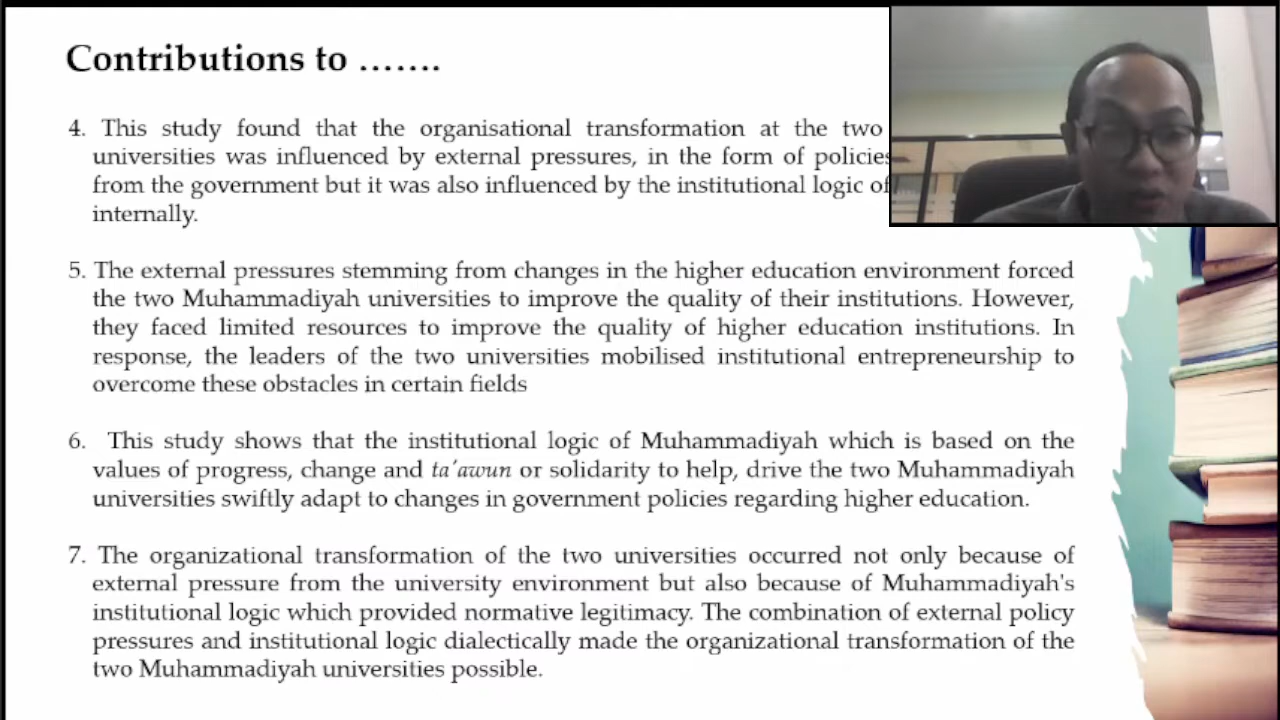 Contributions to …….
4. This study found that the organisational transformation at the two
universities was influenced by external pressures, in the form of policies
from the government but it was also influenced by the institutional logic of
internally.
5. The external pressures stemming from changes in the higher education environment forced
the two Muhammadiyah universities to improve the quality of their institutions. However,
they faced limited resources to improve the quality of higher education institutions. In
response, the leaders of the two universities mobilised institutional entrepreneurship to
overcome these obstacles in certain fields
6. This study shows that the institutional logic of Muhammadiyah which is based on the
values of progress, change and ta'awun or solidarity to help, drive the two Muhammadiyah
universities swiftly adapt to changes in government policies regarding higher education.
7. The organizational transformation of the two universities occurred not only because of
external pressure from the university environment but also because of Muhammadiyah's
institutional logic which provided normative legitimacy. The combination of external policy
pressures and institutional logic dialectically made the organizational transformation of the
two Muhammadiyah universities possible.